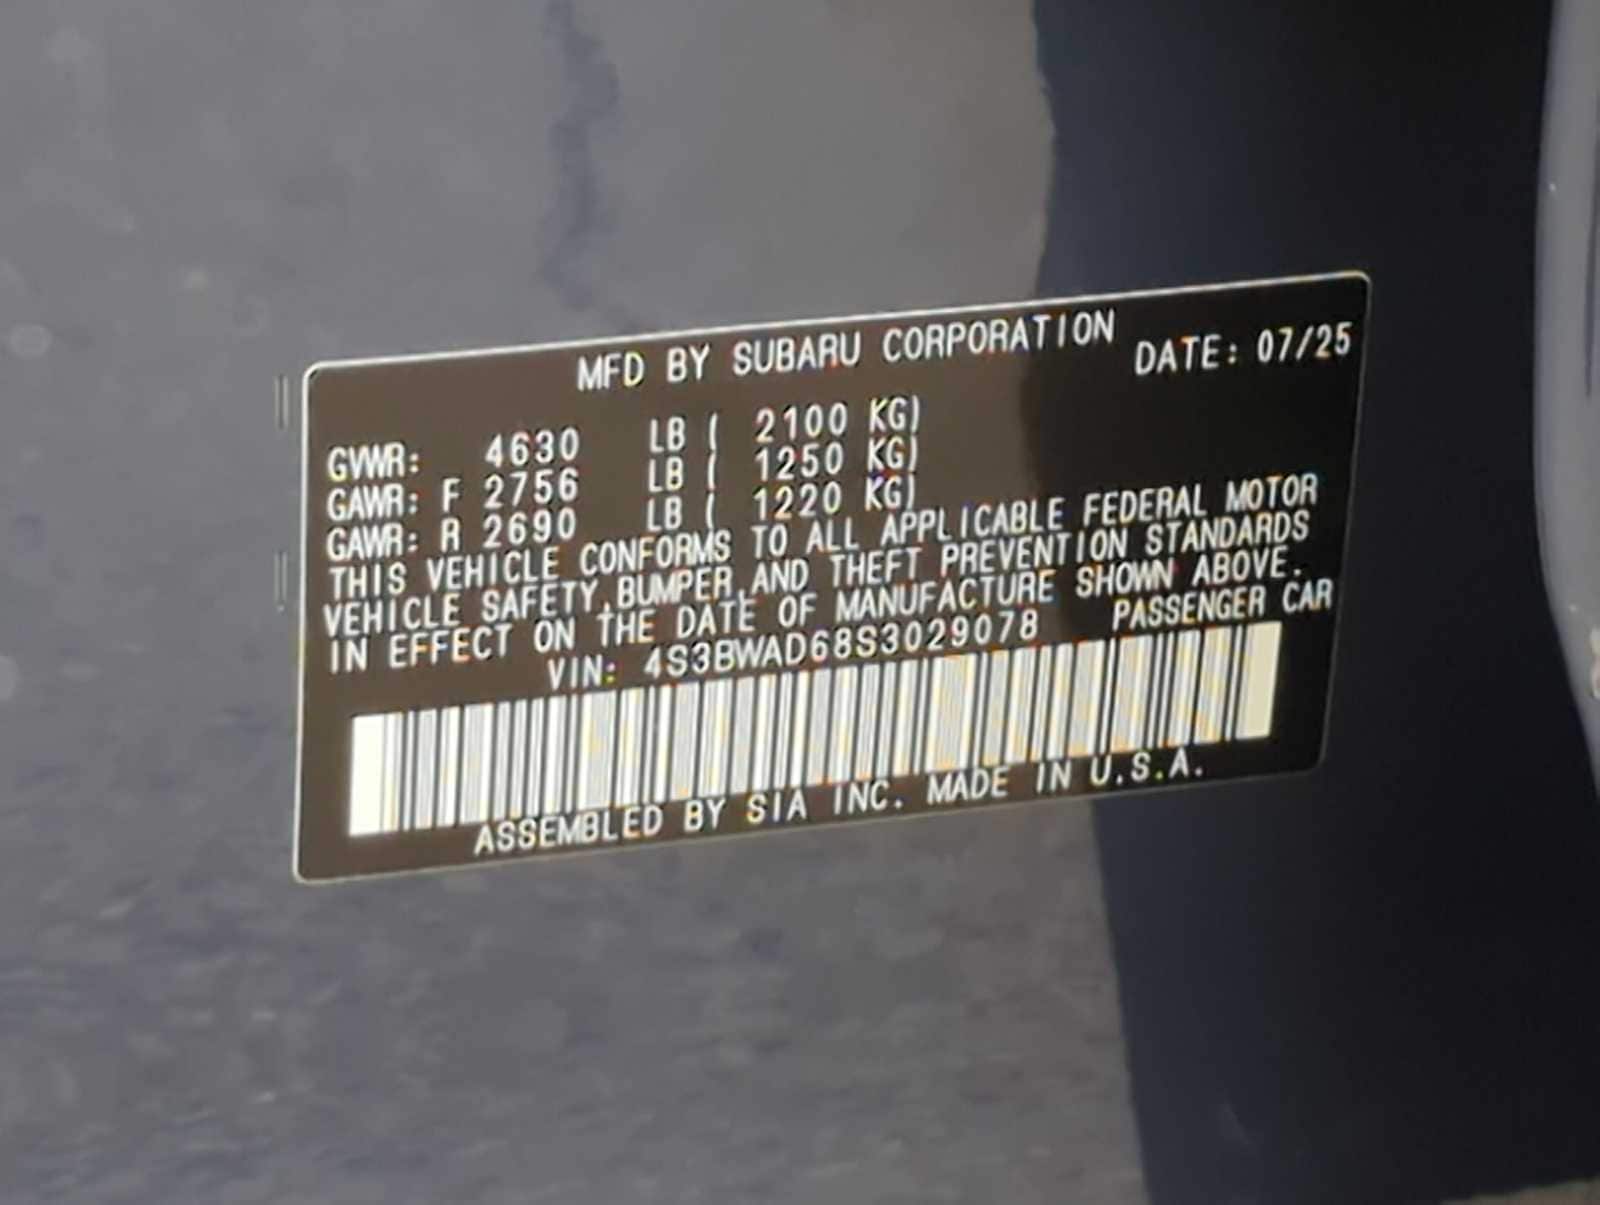 MFD BY SUBARU CORPORATION DATE: 07/25
GVWR: 4630 LB ( 2100 KG)
GAWR: F 2756 LB ( 1250 KG)
GAWR: R 2690 LB ( 1220 KG)
THIS VEHICLE CONFORMS TO ALL APPLICABLE FEDERAL MOTOR
VEHICLE SAFETY,BUMPER,AND THEFT PREVENTION STANDARDS
IN EFFECT ON THE DATE OF MANUFACTURE SHOWN ABOVE.
VIN: 4S3BWAD68S3029078 PASSENGER CAR
ASSEMBLED BY SIA INC. MADE IN U.S.A.